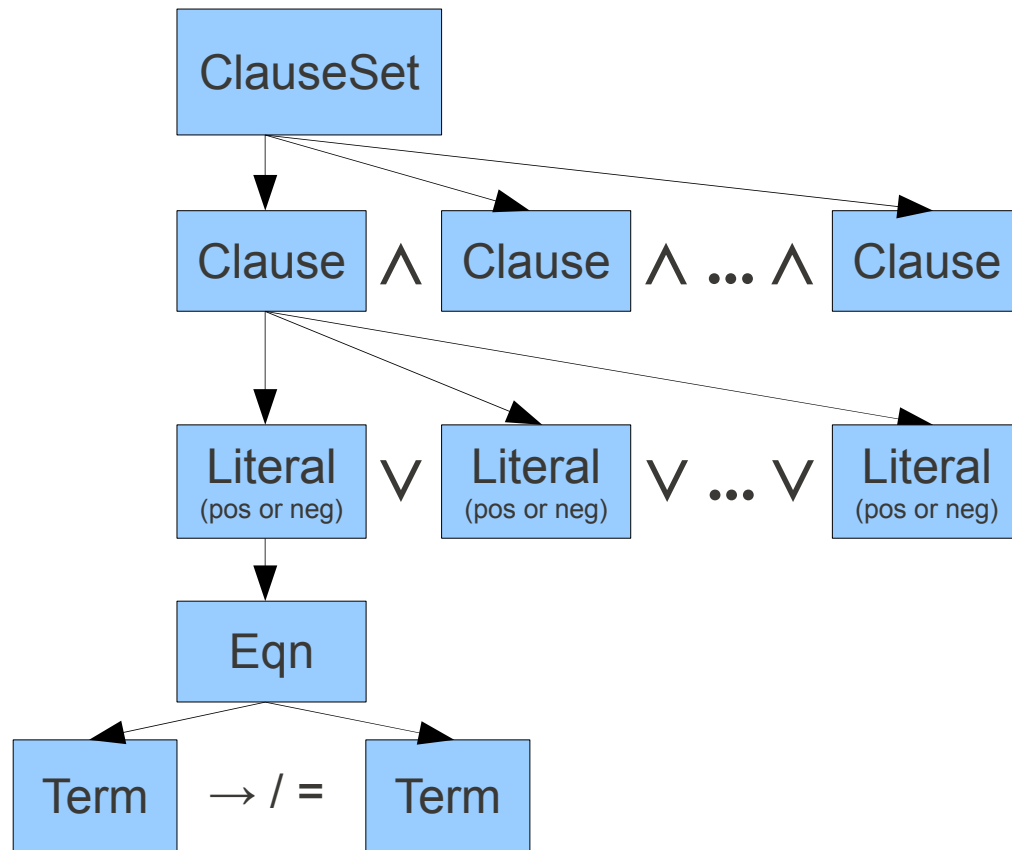 ClauseSet
Clause ∧ Clause ∧ ... ∧ Clause
Literal ∨ Literal ∨ ... ∨ Literal
(pos or neg) (pos or neg) (pos or neg)
Eqn
Term → / = Term